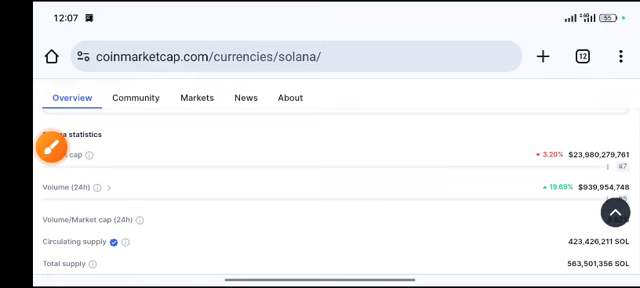 12:07 55
coinmarketcap.com/currencies/solana/ 12
Overview Community Markets News About
statistics
cap 3.20% $23,980,279,761
#7
Volume (24h) 19.69% $939,954,748
Volume/Market cap (24h)
Circulating supply 423,426,211 SOL
Total supply 563,501,356 SOL